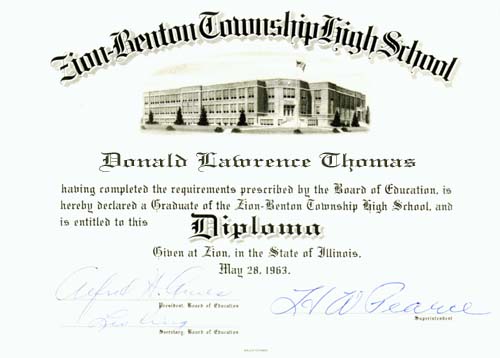 Zion-Benton Township High School
Donald Lawrence Thomas
having completed the requirements prescribed by the Board of Education, is
hereby declared a Graduate of the Zion-Benton Township High School, and
is entitled to this Diploma
Given at Zion, in the State of Illinois,
May 28, 1963.
President, Board of Education
H W Pearce
Superintendent
Secretary, Board of Education